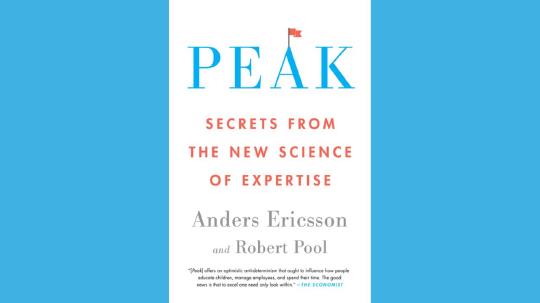 PEAK
SECRETS FROM
THE NEW SCIENCE
OF EXPERTISE
Anders Ericsson
and Robert Pool
"[Peak] offers an optimistic antideterminism that ought to influence how people
educate children, manage employees, and spend their time. The good
news is that to excel one need only look within." —THE ECONOMIST